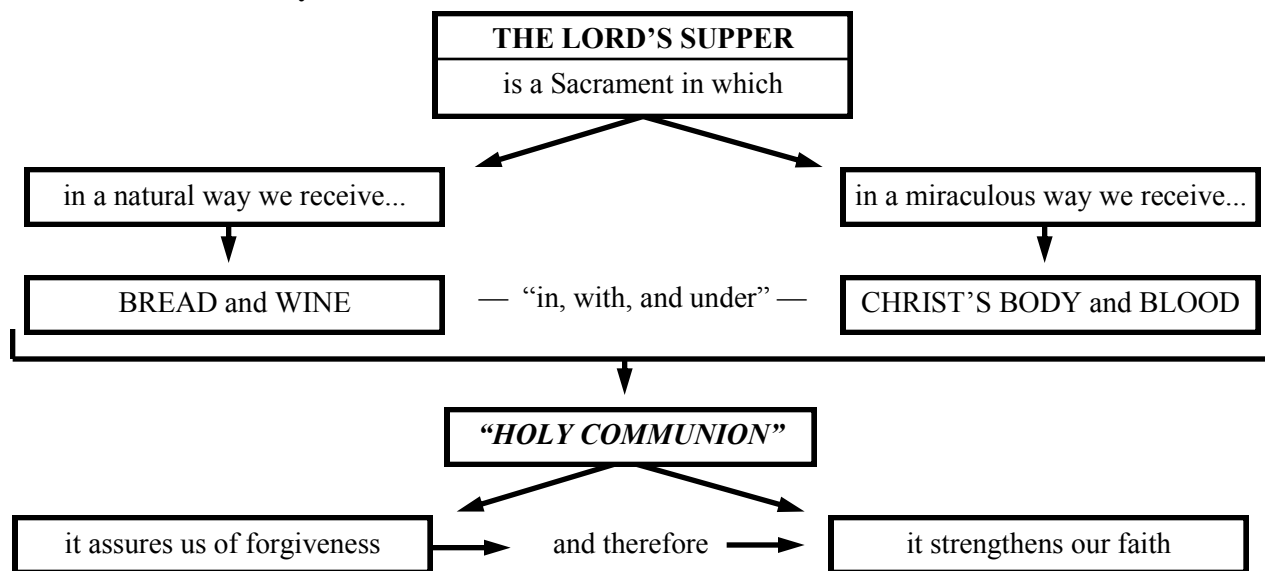 THE LORD’S SUPPER
is a Sacrament in which
in a natural way we receive...
in a miraculous way we receive...
BREAD and WINE
— “in, with, and under” —
CHRIST’S BODY and BLOOD
“HOLY COMMUNION”
it assures us of forgiveness
and therefore
it strengthens our faith